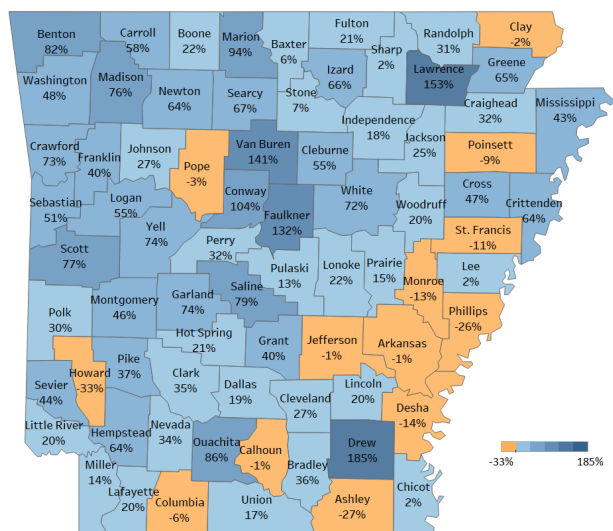 Benton
82%
Carroll
58%
Boone
22%
Marion
94%
Baxter
6%
Fulton
21%
Sharp
2%
Randolph
31%
Clay
-2%
Greene
65%
Lawrence
153%
Washington
48%
Madison
76%
Newton
64%
Searcy
67%
Stone
7%
Izard
66%
Independence
18%
Craighead
32%
Mississippi
43%
Crawford
73%
Franklin
40%
Johnson
27%
Pope
-3%
Van Buren
141%
Cleburne
55%
Jackson
25%
Poinsett
-9%
Sebastian
51%
Logan
55%
Yell
74%
Conway
104%
Faulkner
132%
White
72%
Woodruff
20%
Cross
47%
Crittenden
64%
St. Francis
-11%
Scott
77%
Perry
32%
Pulaski
13%
Lonoke
22%
Prairie
15%
Monroe
-13%
Lee
2%
Phillips
-26%
Polk
30%
Montgomery
46%
Garland
74%
Saline
79%
Hot Spring
21%
Grant
40%
Jefferson
-1%
Arkansas
-1%
Howard
-33%
Pike
37%
Clark
35%
Dallas
19%
Cleveland
27%
Lincoln
20%
Desha
-14%
Sevier
44%
Little River
20%
Hempstead
64%
Nevada
34%
Ouachita
86%
Calhoun
-1%
Bradley
36%
Drew
185%
Miller
14%
Lafayette
20%
Columbia
-6%
Union
17%
Ashley
-27%
Chicot
2%
-33%
185%